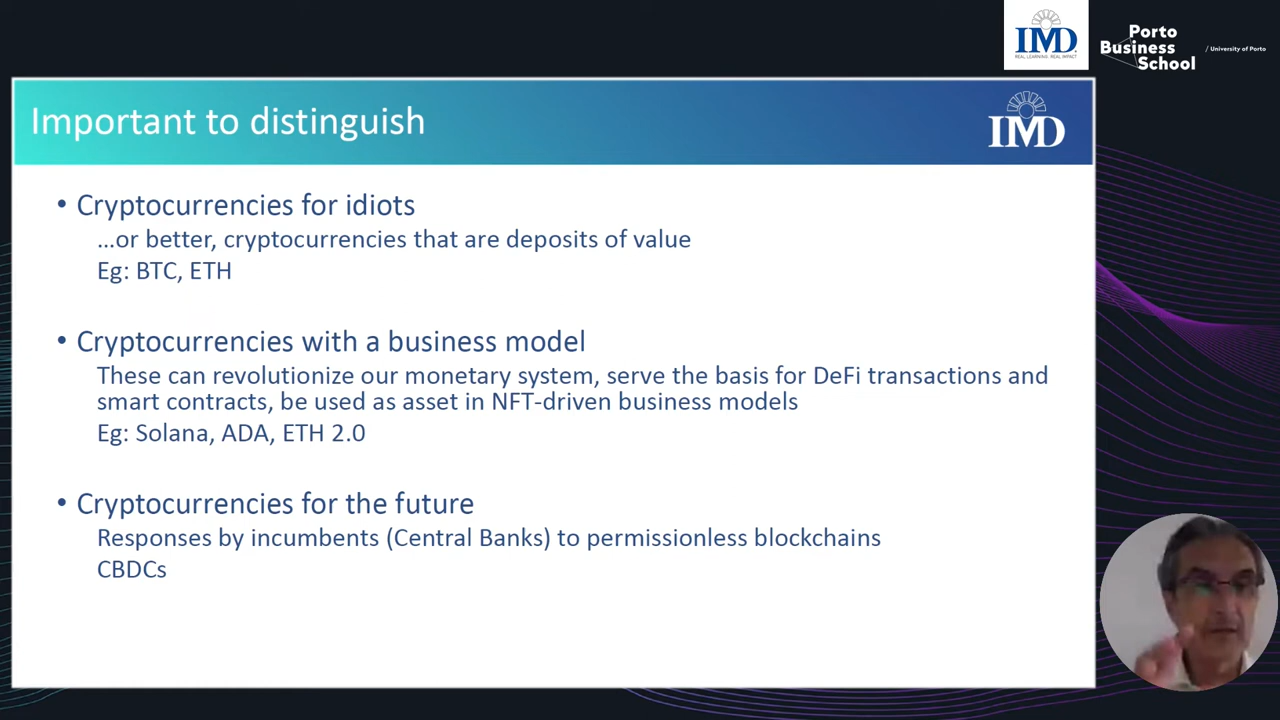 IMD
REAL LEARNING. REAL IMPACT
Porto
Business
School
/ University of Porto
Important to distinguish
IMD
• Cryptocurrencies for idiots
...or better, cryptocurrencies that are deposits of value
Eg: BTC, ETH
• Cryptocurrencies with a business model
These can revolutionize our monetary system, serve the basis for DeFi transactions and
smart contracts, be used as asset in NFT-driven business models
Eg: Solana, ADA, ETH 2.0
• Cryptocurrencies for the future
Responses by incumbents (Central Banks) to permissionless blockchains
CBDCs